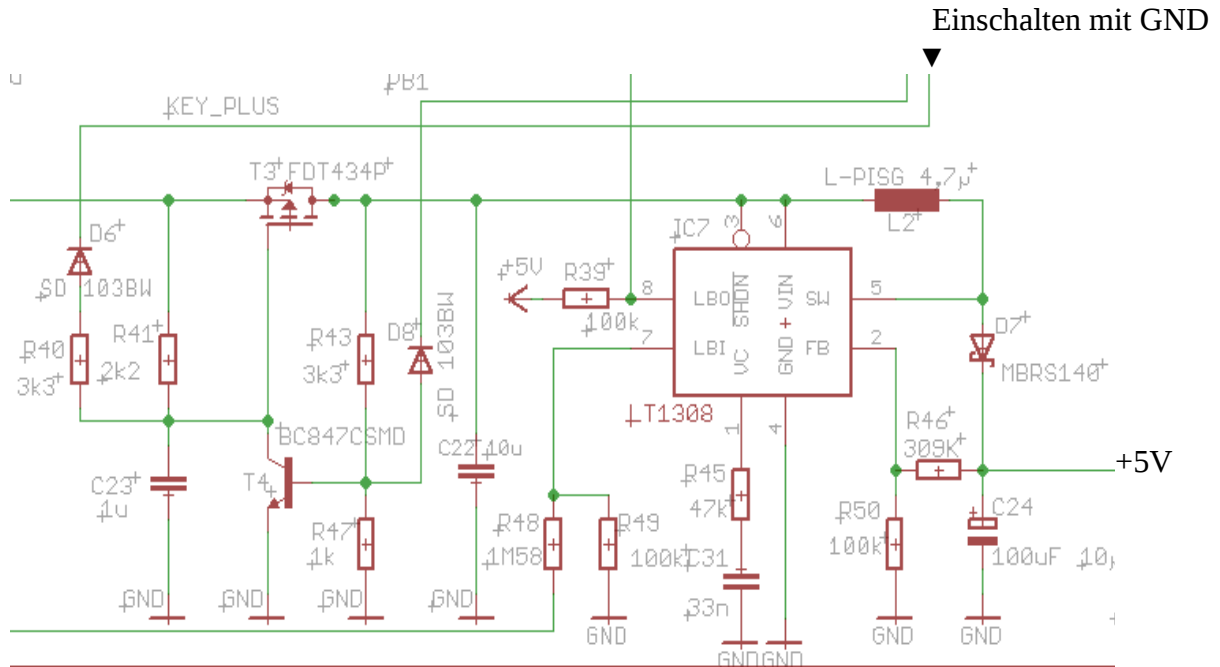 Einschalten mit GND
PB1
KEY_PLUS
T3 FDT434P
L-PISG 4.7µ
L2
D6
SD 103BW
IC7
3
6
+5V
R39
100k
8
LBO
SHDN
VIN
SW
5
D7
MBRS140
R40
3k3
R41
2k2
R43
3k3
D8
SD 103BW
7
LBI
VC
GND
FB
2
LT1308
1
4
R46
309K
+5V
BC847CSMD
T4
C22 10u
C23
1u
R45
47k
R47
1k
R48
1M58
R49
100k
C31
33n
R50
100k
C24
100uF
GND
GND
GND
GND
GND
GND
GND
GND
GND